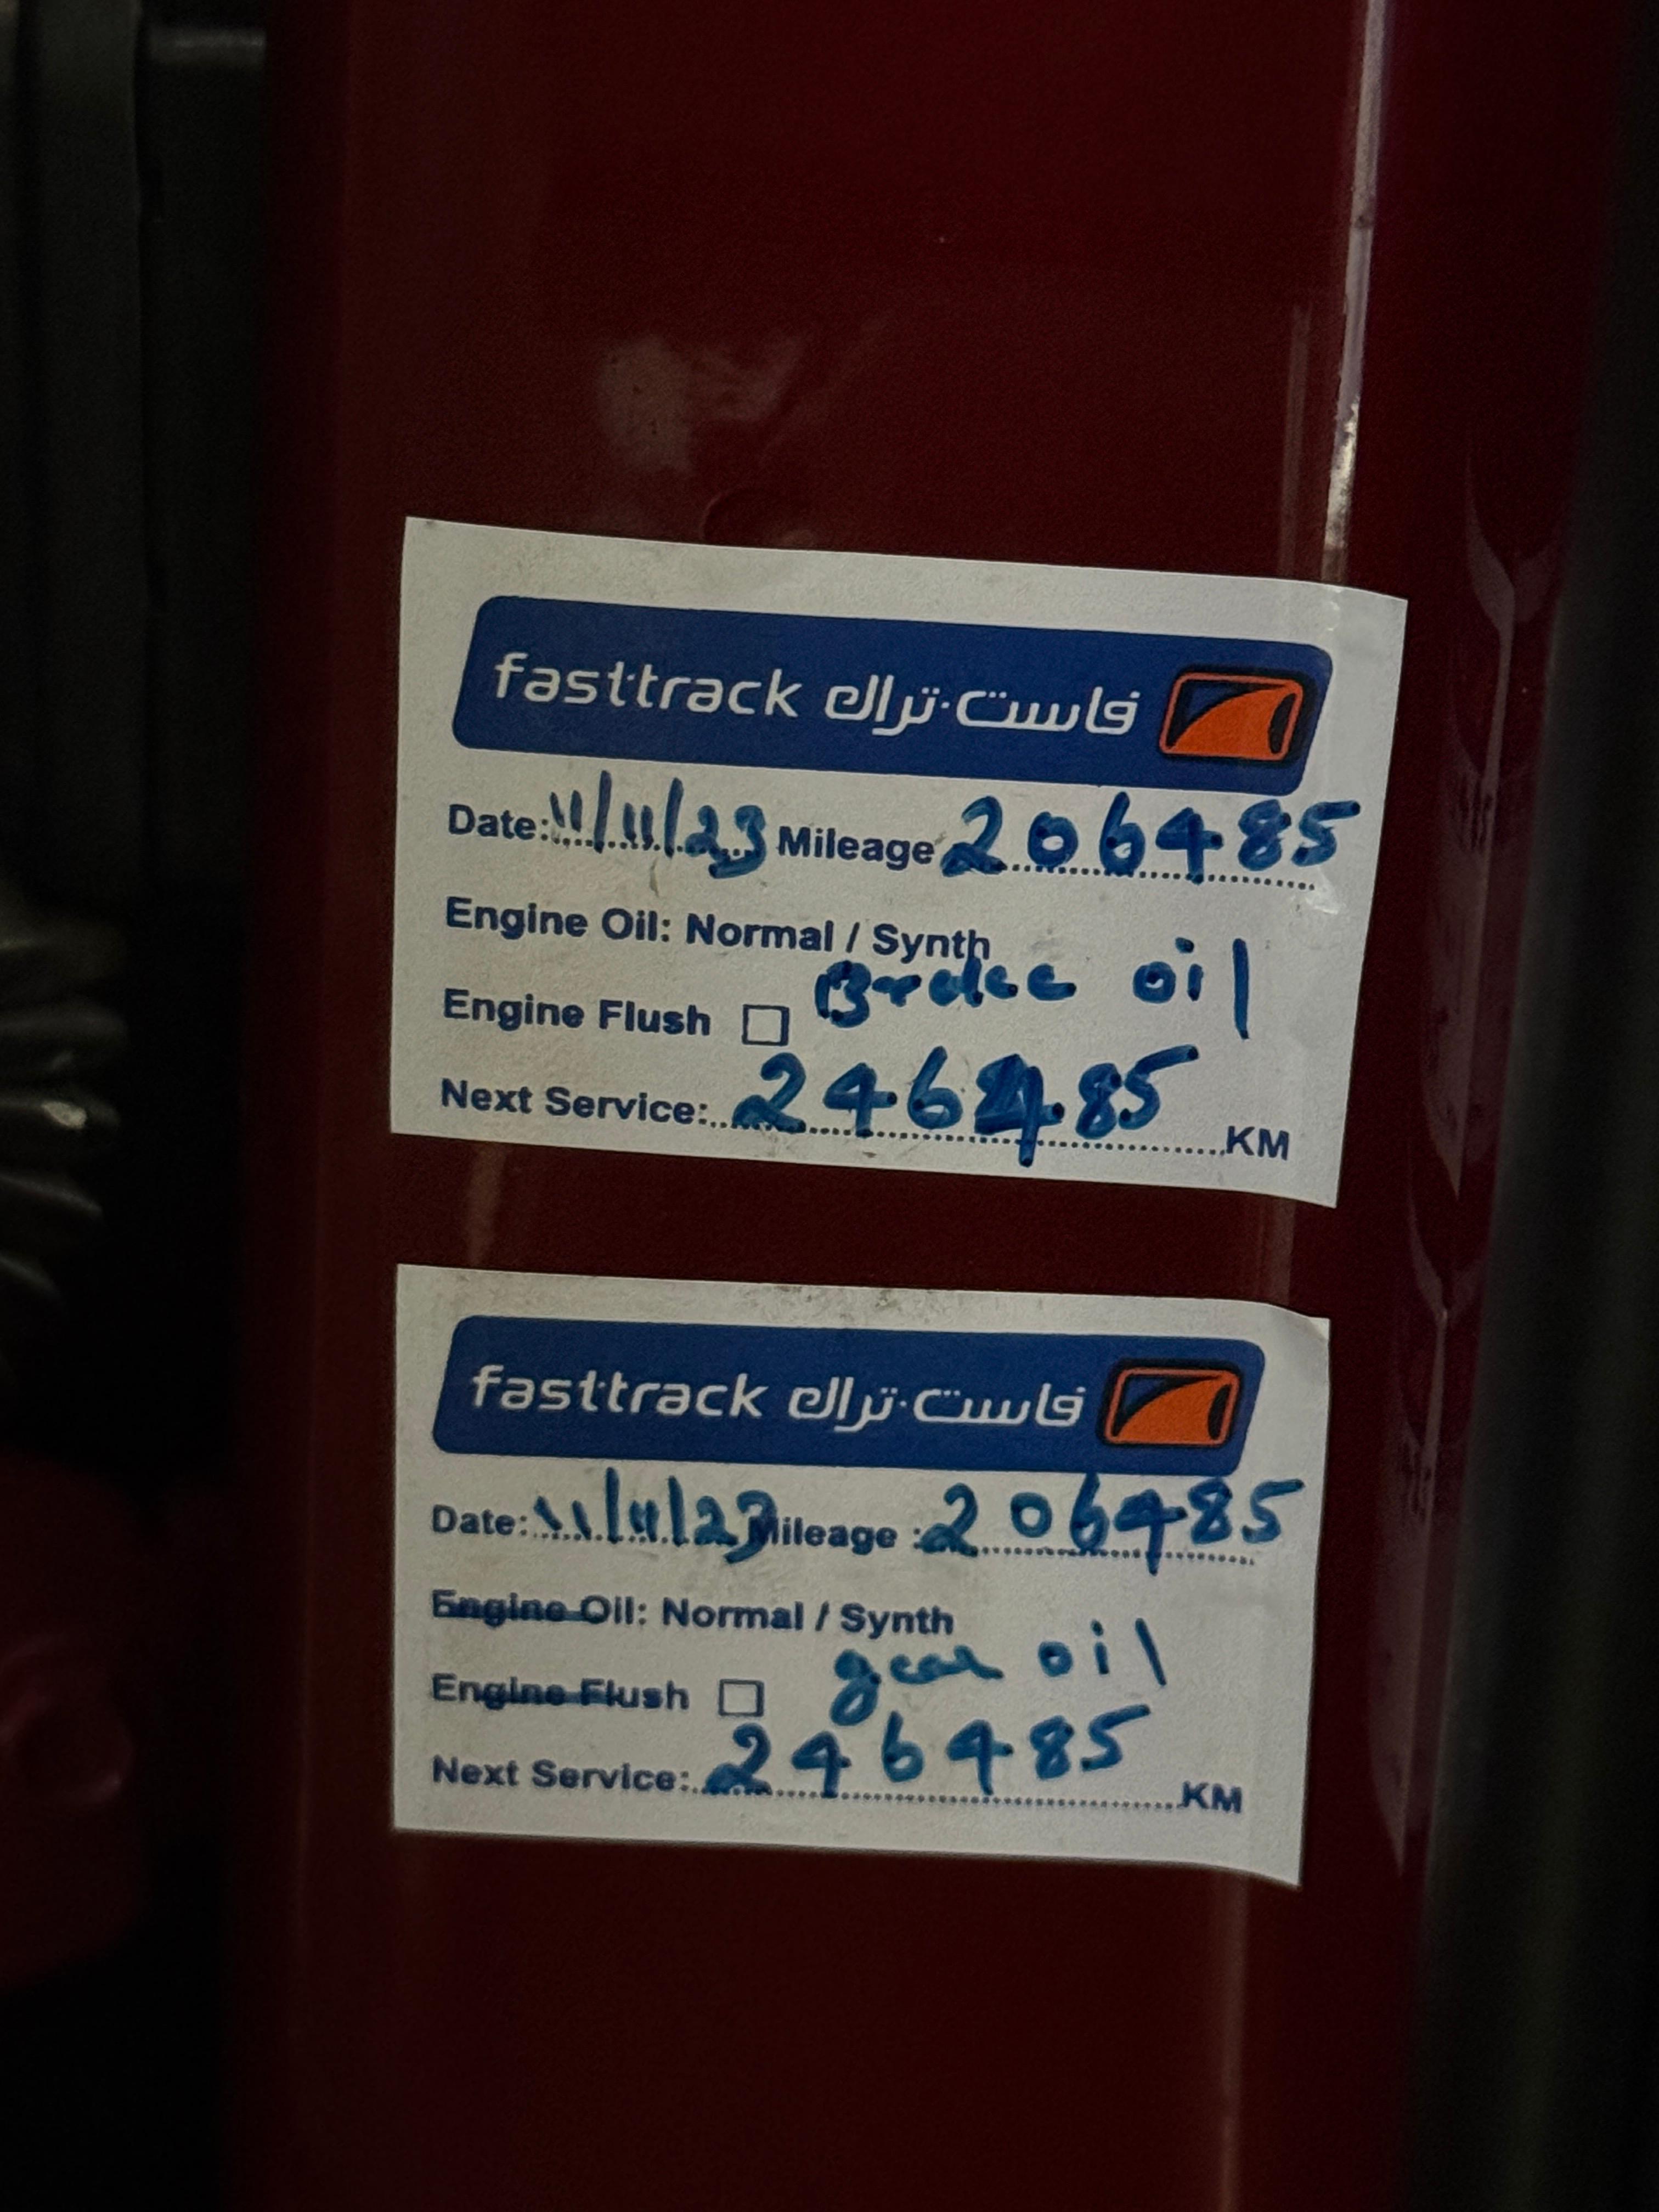 fasttrack فاست·تراك
Date: 11/11/23 Mileage 206485
Engine Oil: Normal / Synth
Brake oil
Engine Flush
Next Service: 246485 KM
fasttrack فاست·تراك
Date: 11/11/23 Mileage : 206485
Engine Oil: Normal / Synth
gear oil
Engine Flush
Next Service: 246485 KM